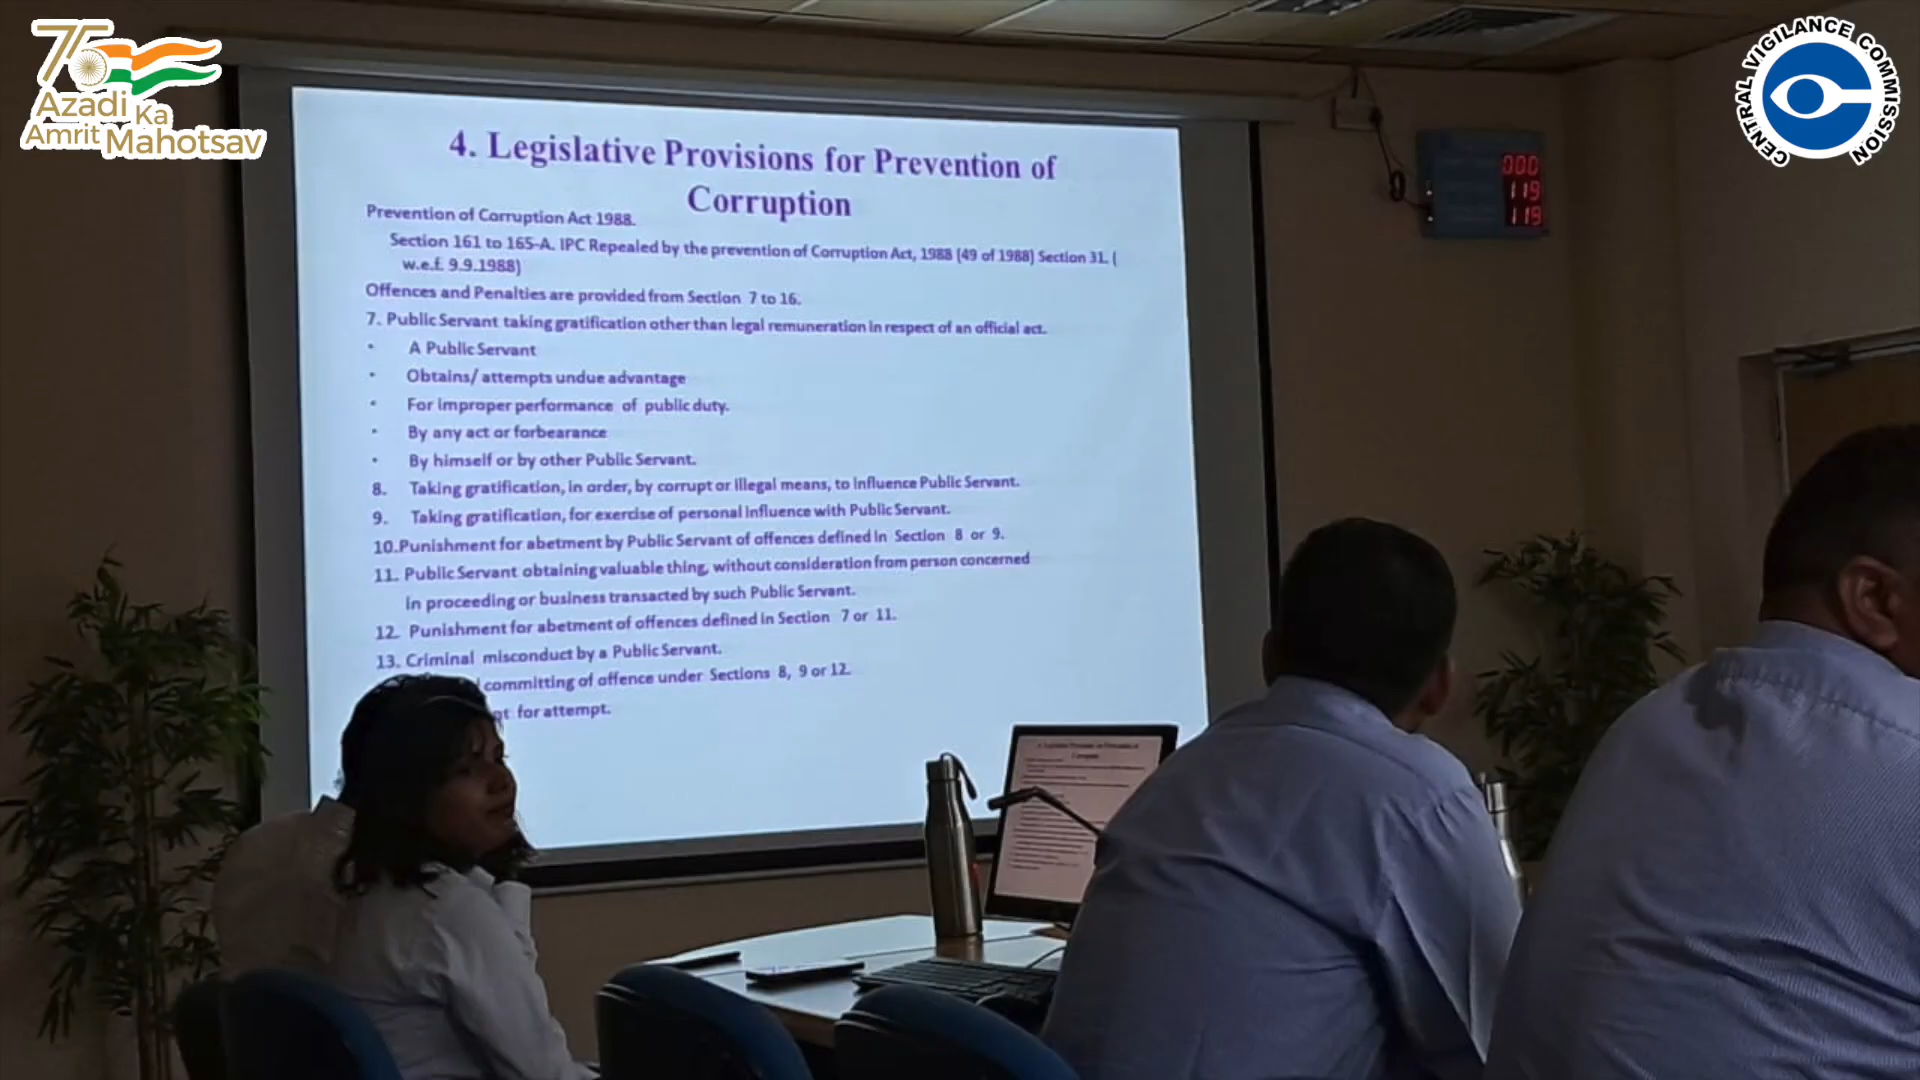 75
Azadi
Ka
Amrit Mahotsav
CENTRAL VIGILANCE COMMISSION
000
119
119
4. Legislative Provisions for Prevention of
Corruption
Prevention of Corruption Act 1988.
Section 161 to 165-A. IPC Repealed by the prevention of Corruption Act, 1988 (49 of 1988) Section 31. (
w.e.f. 9.9.1988)
Offences and Penalties are provided from Section 7 to 16.
7. Public Servant taking gratification other than legal remuneration in respect of an official act.
• A Public Servant
• Obtains/ attempts undue advantage
• For improper performance of public duty.
• By any act or forbearance
• By himself or by other Public Servant.
8. Taking gratification, in order, by corrupt or illegal means, to influence Public Servant.
9. Taking gratification, for exercise of personal influence with Public Servant.
10.Punishment for abetment by Public Servant of offences defined in Section 8 or 9.
11. Public Servant obtaining valuable thing, without consideration from person concerned
in proceeding or business transacted by such Public Servant.
12. Punishment for abetment of offences defined in Section 7 or 11.
13. Criminal misconduct by a Public Servant.
committing of offence under Sections 8, 9 or 12.
for attempt.